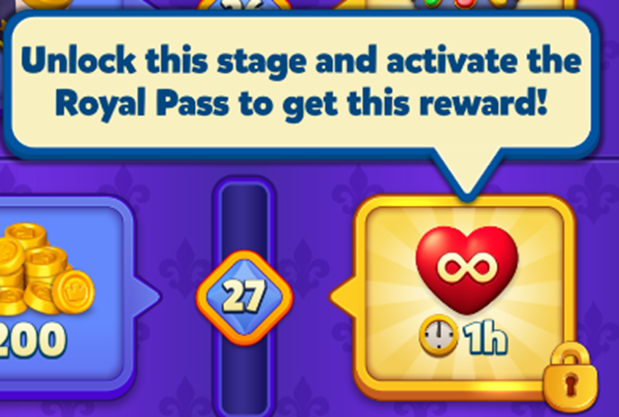 Unlock this stage and activate the
Royal Pass to get this reward!
27
200
1h